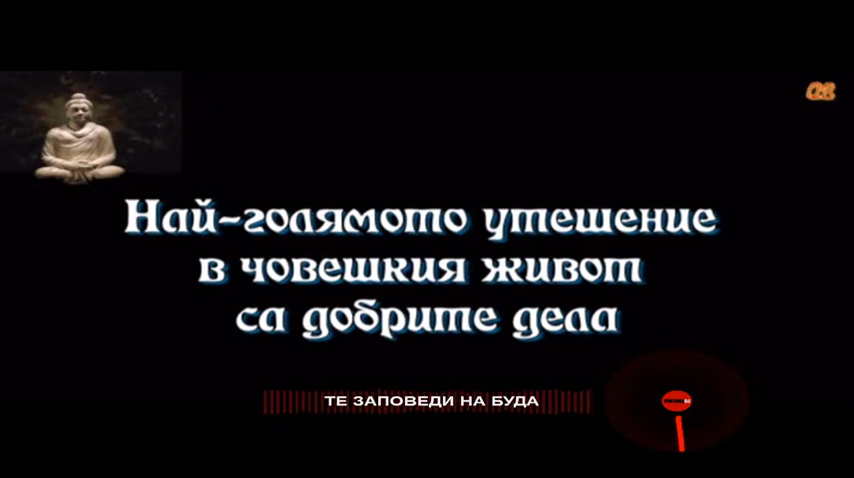 Най-голямото утешение
в човешкия живот
са добрите дела
ТЕ ЗАПОВЕДИ НА БУДА